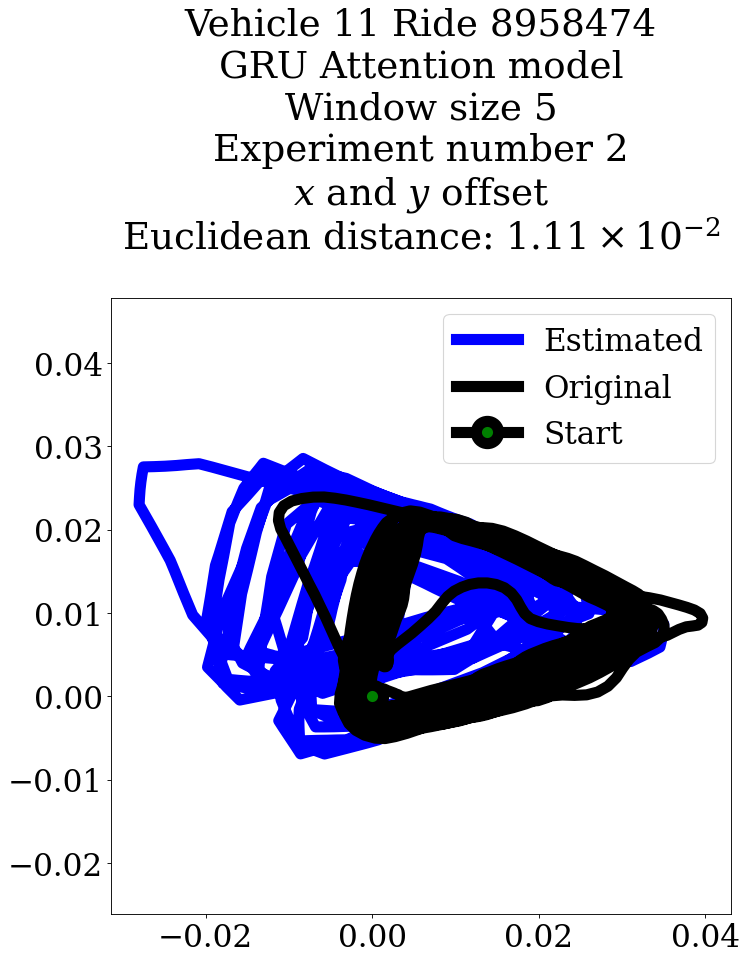 Vehicle 11 Ride 8958474
GRU Attention model
Window size 5
Experiment number 2
x and y offset
Euclidean distance: 1.11 × 10⁻²
Estimated
Original
Start
0.04
0.03
0.02
0.01
0.00
−0.01
−0.02
−0.02 0.00 0.02 0.04